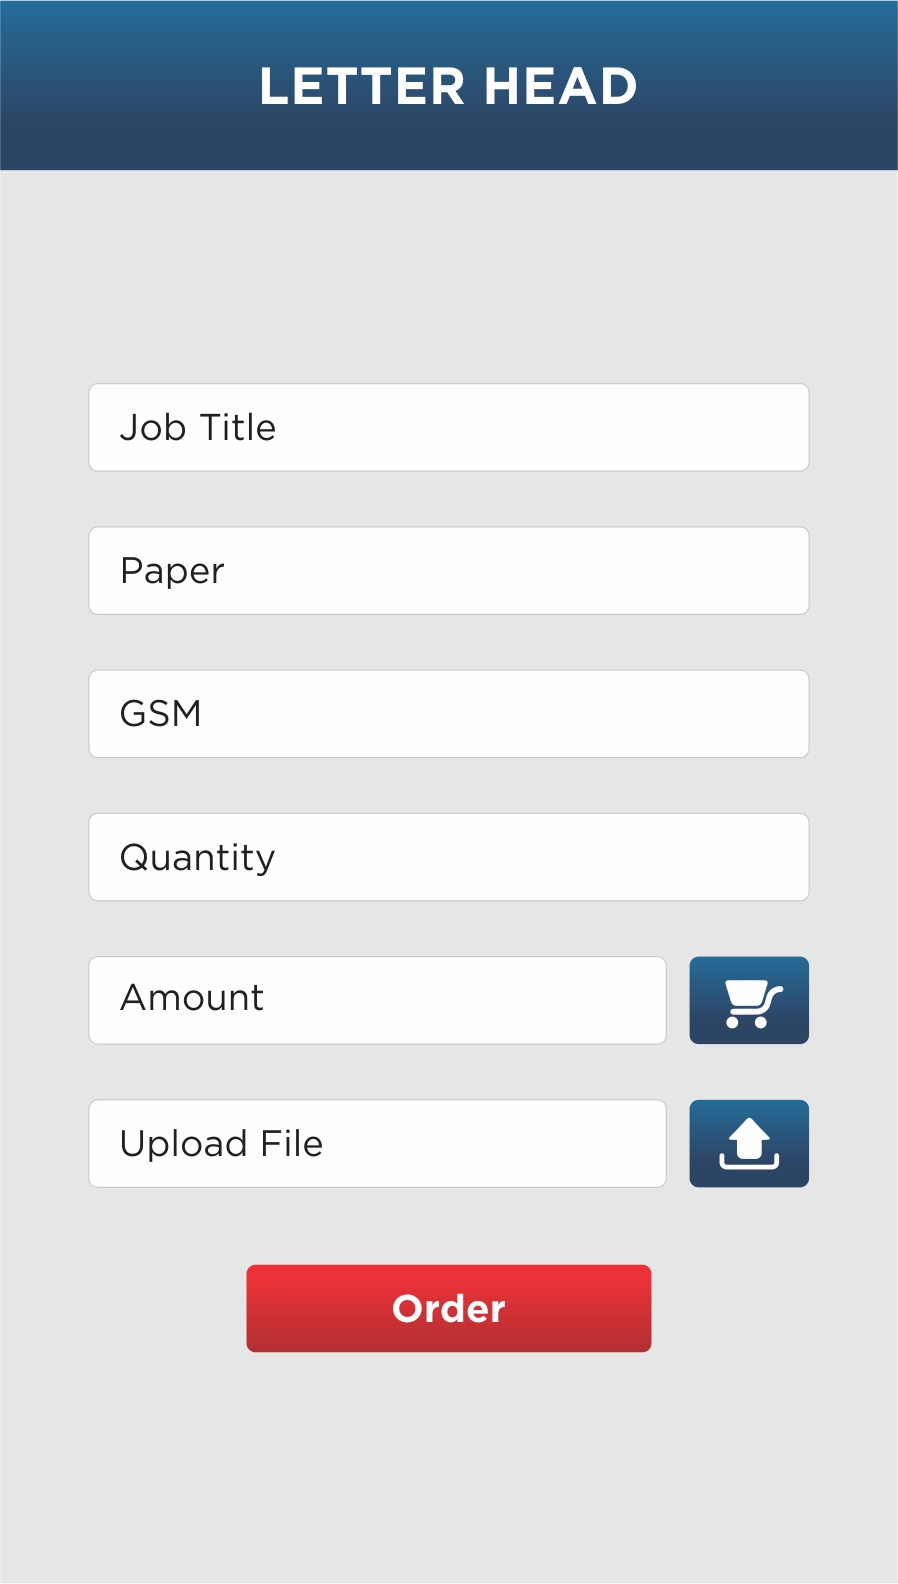 LETTER HEAD
Job Title
Paper
GSM
Quantity
Amount
Upload File
Order